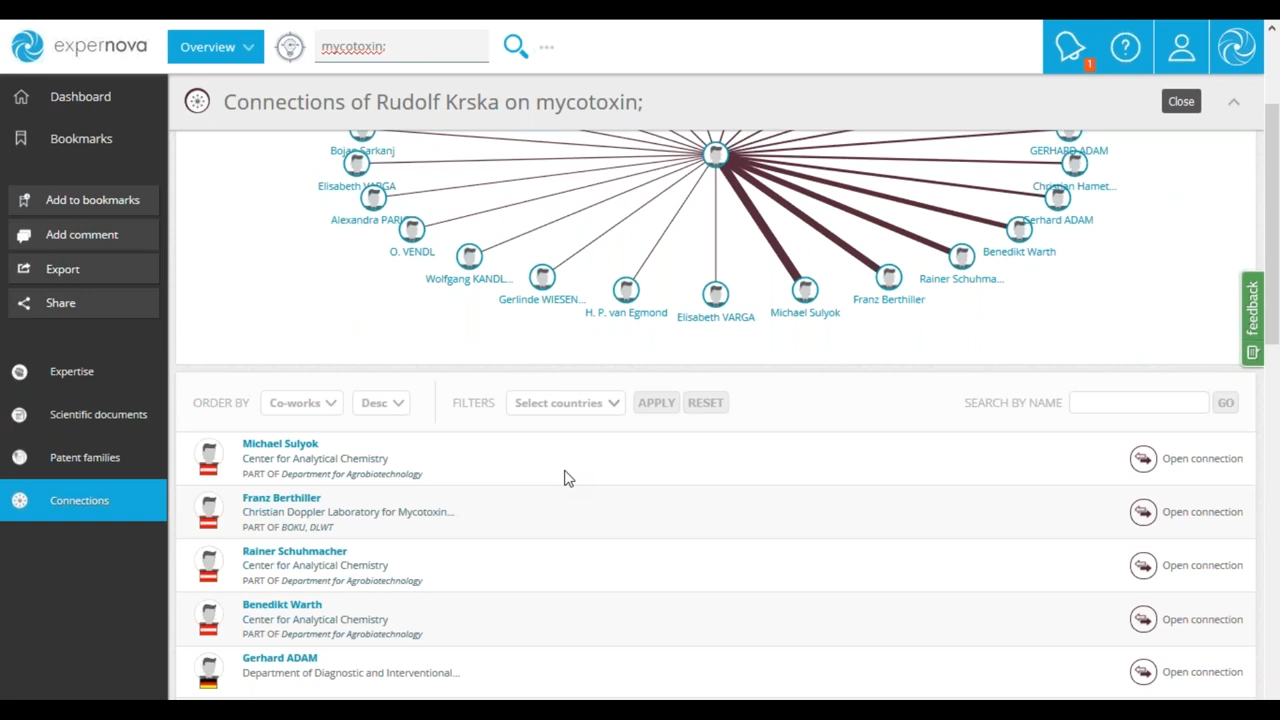 expernova
Overview
mycotoxin;
1
Dashboard
Bookmarks
Add to bookmarks
Add comment
Export
Share
Expertise
Scientific documents
Patent families
Connections
Connections of Rudolf Krska on mycotoxin;
Close
Bojan Sarkanj
Elisabeth VARGA
Alexandra
O. VENDL
Wolfgang KANDL...
Gerlinde WIESEN...
H. P. van Egmond
Elisabeth VARGA
Michael Sulyok
Franz Berthiller
Rainer Schuhma...
Benedikt Warth
Gerhard ADAM
Christian Hamet...
GERHARD ADAM
feedback
ORDER BY Co-works Desc FILTERS Select countries APPLY RESET SEARCH BY NAME GO
Michael Sulyok
Center for Analytical Chemistry
PART OF Department for Agrobiotechnology
Open connection
Franz Berthiller
Christian Doppler Laboratory for Mycotoxin...
PART OF BOKU, DLWT
Open connection
Rainer Schuhmacher
Center for Analytical Chemistry
PART OF Department for Agrobiotechnology
Open connection
Benedikt Warth
Center for Analytical Chemistry
PART OF Department for Agrobiotechnology
Open connection
Gerhard ADAM
Department of Diagnostic and Interventional...
Open connection